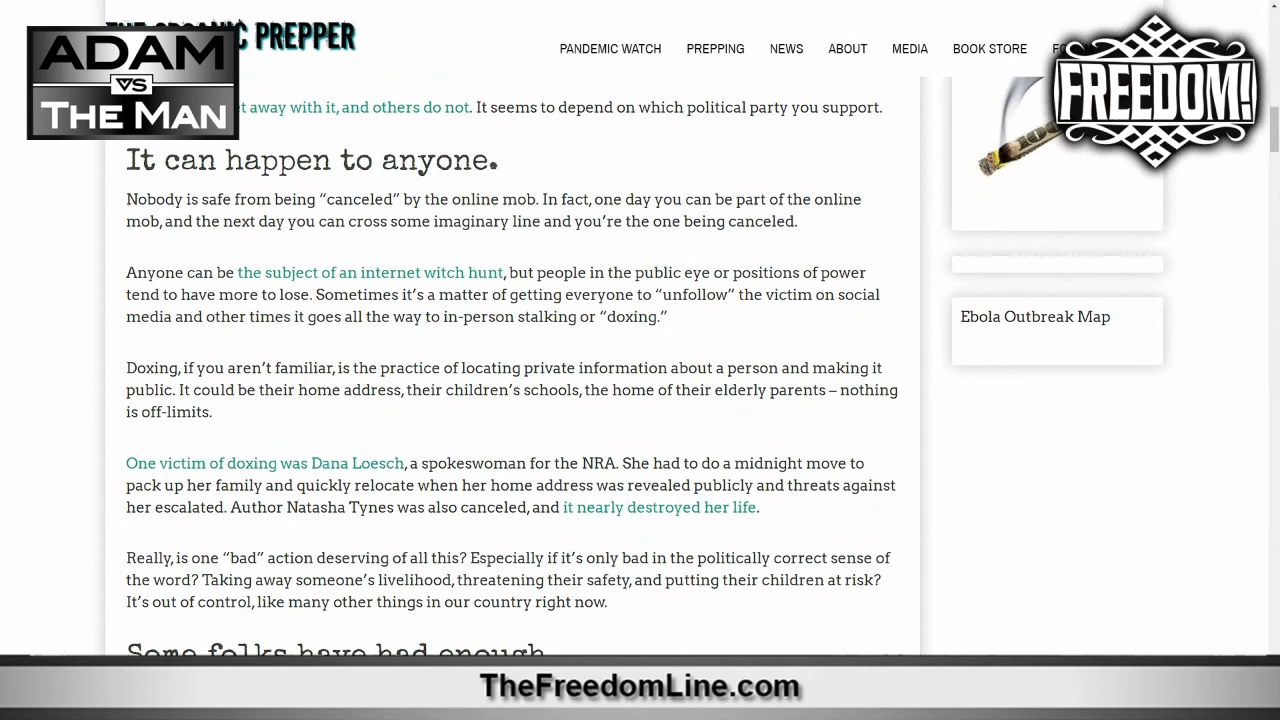 PREPPER
ADAM
VS
THE MAN
PANDEMIC WATCH PREPPING NEWS ABOUT MEDIA BOOK STORE
FREEDOM!
get away with it, and others do not. It seems to depend on which political party you support.
It can happen to anyone.
Nobody is safe from being “canceled” by the online mob. In fact, one day you can be part of the online
mob, and the next day you can cross some imaginary line and you’re the one being canceled.
Anyone can be the subject of an internet witch hunt, but people in the public eye or positions of power
tend to have more to lose. Sometimes it’s a matter of getting everyone to “unfollow” the victim on social
media and other times it goes all the way to in-person stalking or “doxing.”
Ebola Outbreak Map
Doxing, if you aren’t familiar, is the practice of locating private information about a person and making it
public. It could be their home address, their children’s schools, the home of their elderly parents – nothing
is off-limits.
One victim of doxing was Dana Loesch, a spokeswoman for the NRA. She had to do a midnight move to
pack up her family and quickly relocate when her home address was revealed publicly and threats against
her escalated. Author Natasha Tynes was also canceled, and it nearly destroyed her life.
Really, is one “bad” action deserving of all this? Especially if it’s only bad in the politically correct sense of
the word? Taking away someone’s livelihood, threatening their safety, and putting their children at risk?
It’s out of control, like many other things in our country right now.
Some folks have had enough
TheFreedomLine.com